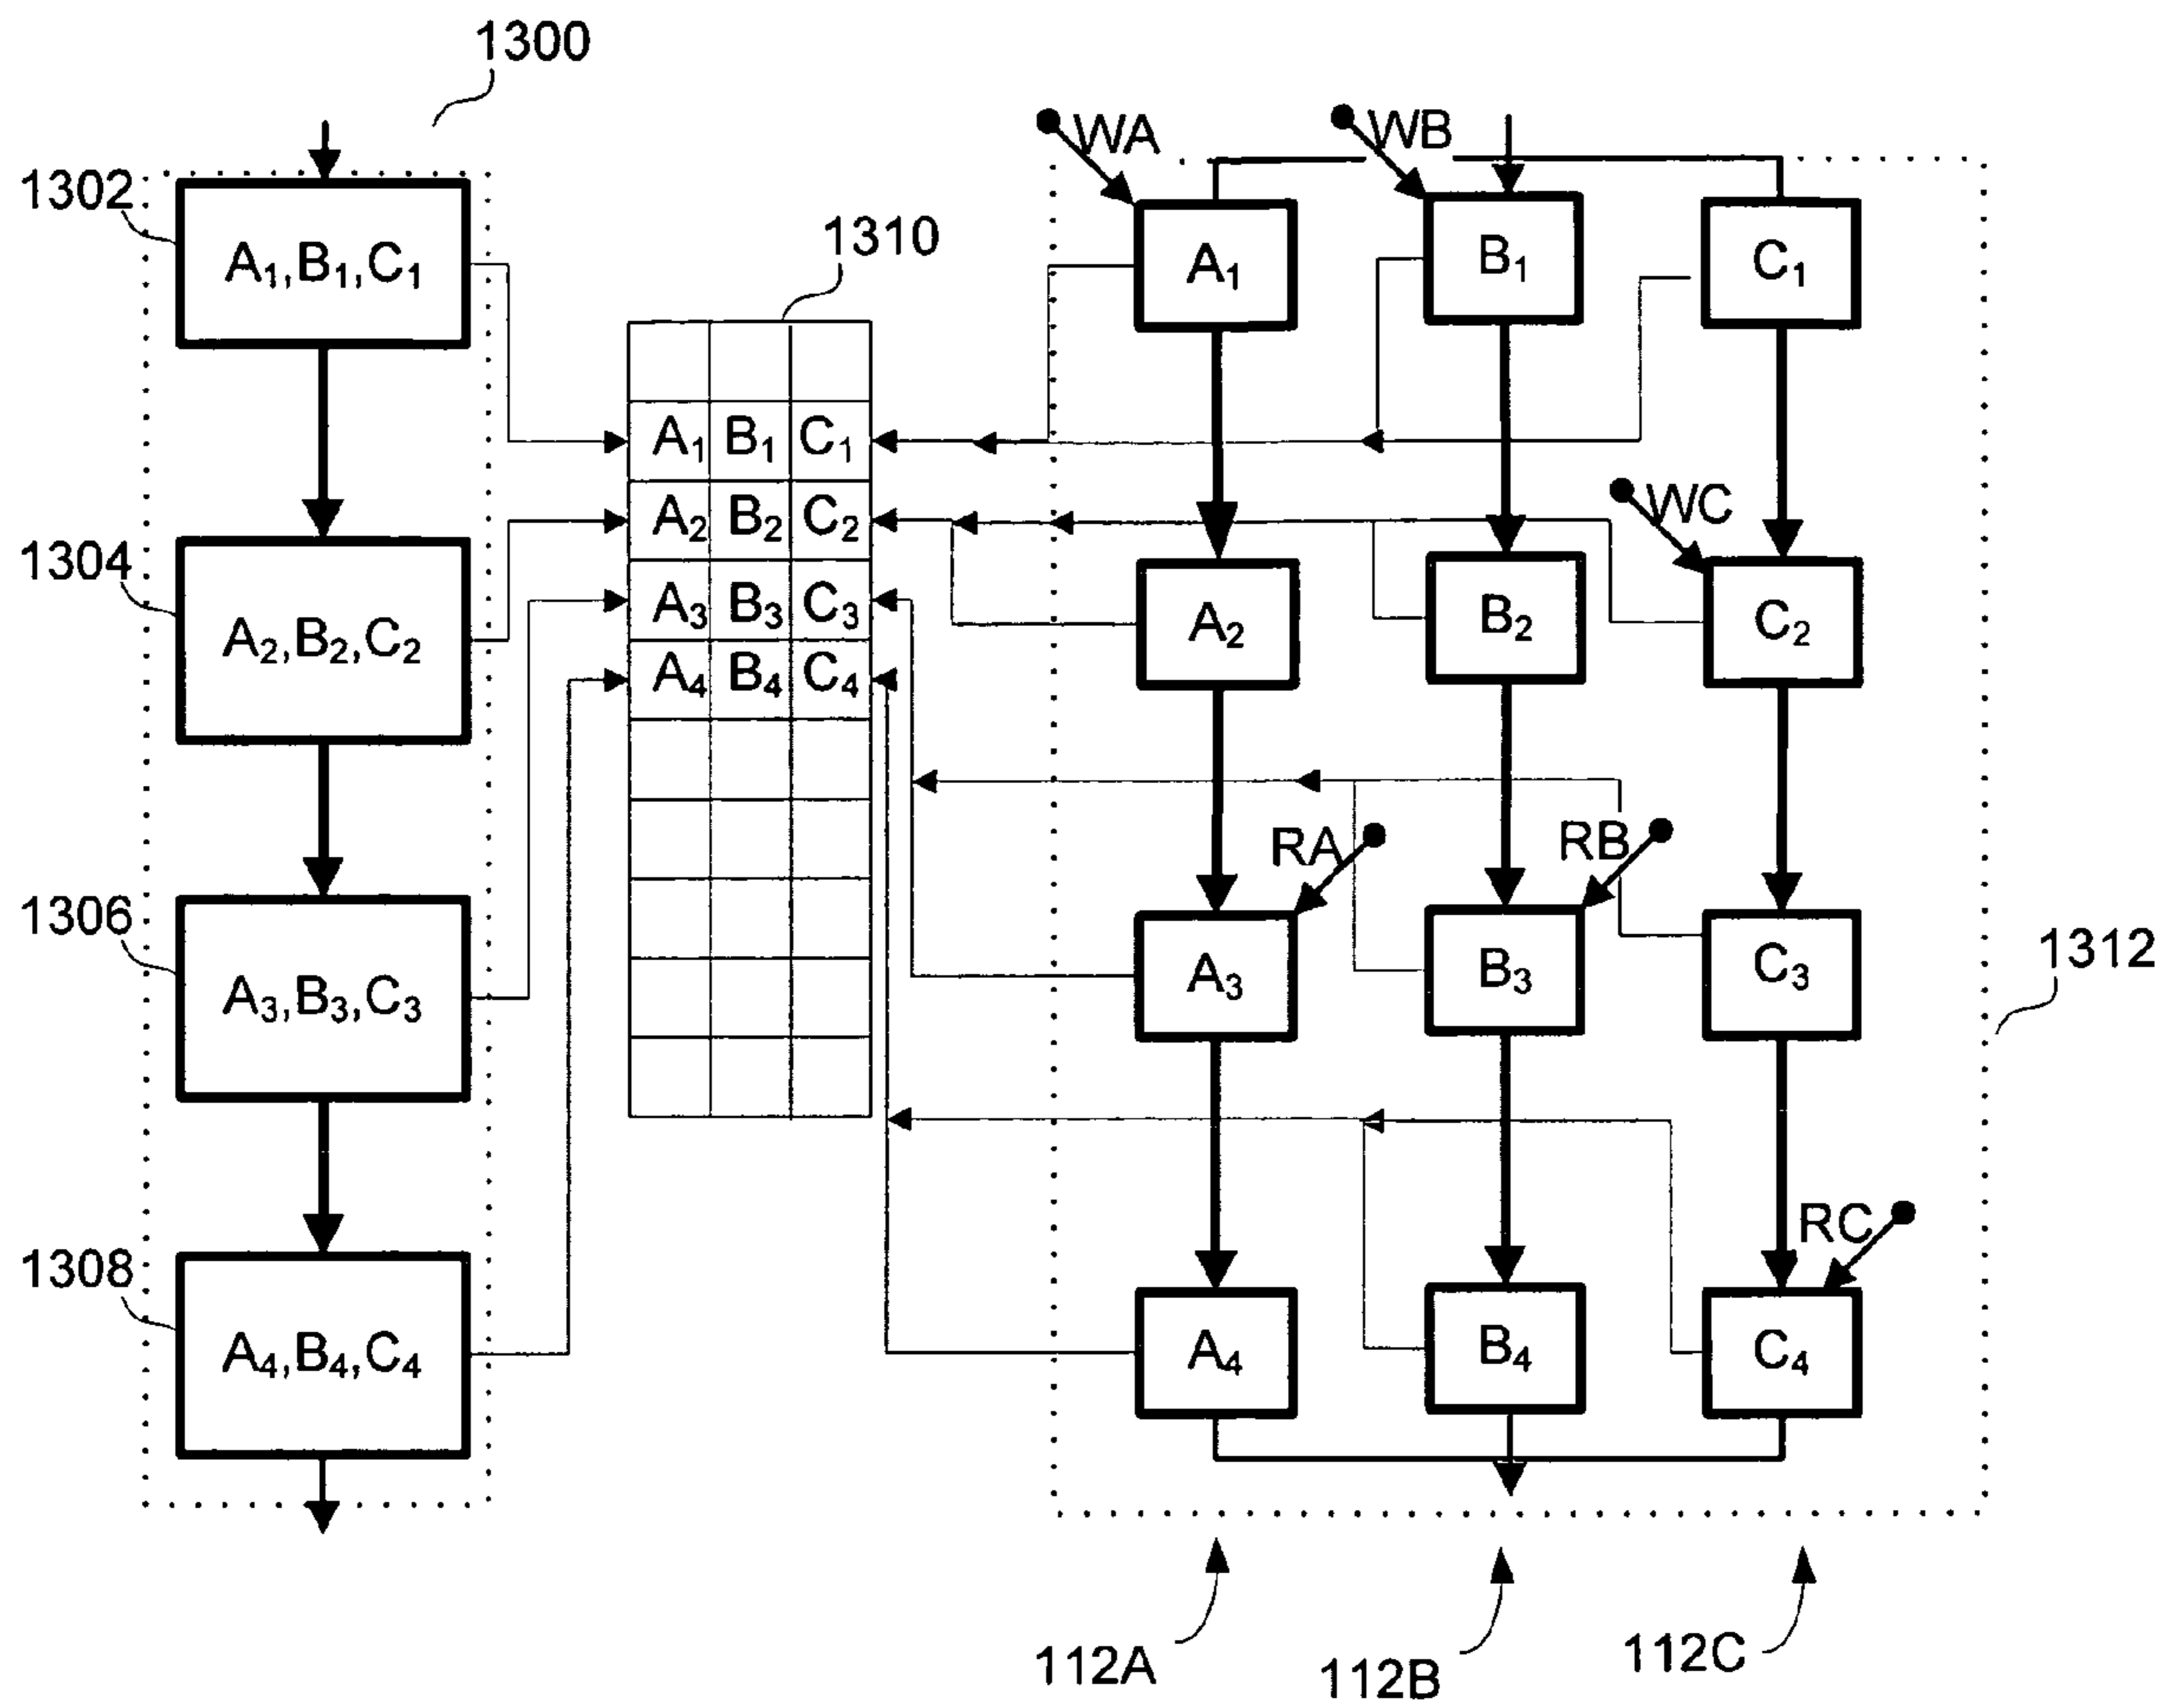 1300
1302
A₁,B₁,C₁
1304
A₂,B₂,C₂
1306
A₃,B₃,C₃
1308
A₄,B₄,C₄
1310
A₁ B₁ C₁
A₂ B₂ C₂
A₃ B₃ C₃
A₄ B₄ C₄
WA WB
A₁ B₁ C₁
WC
A₂ B₂ C₂
RA RB
A₃ B₃ C₃
1312
RC
A₄ B₄ C₄
112A 112B 112C